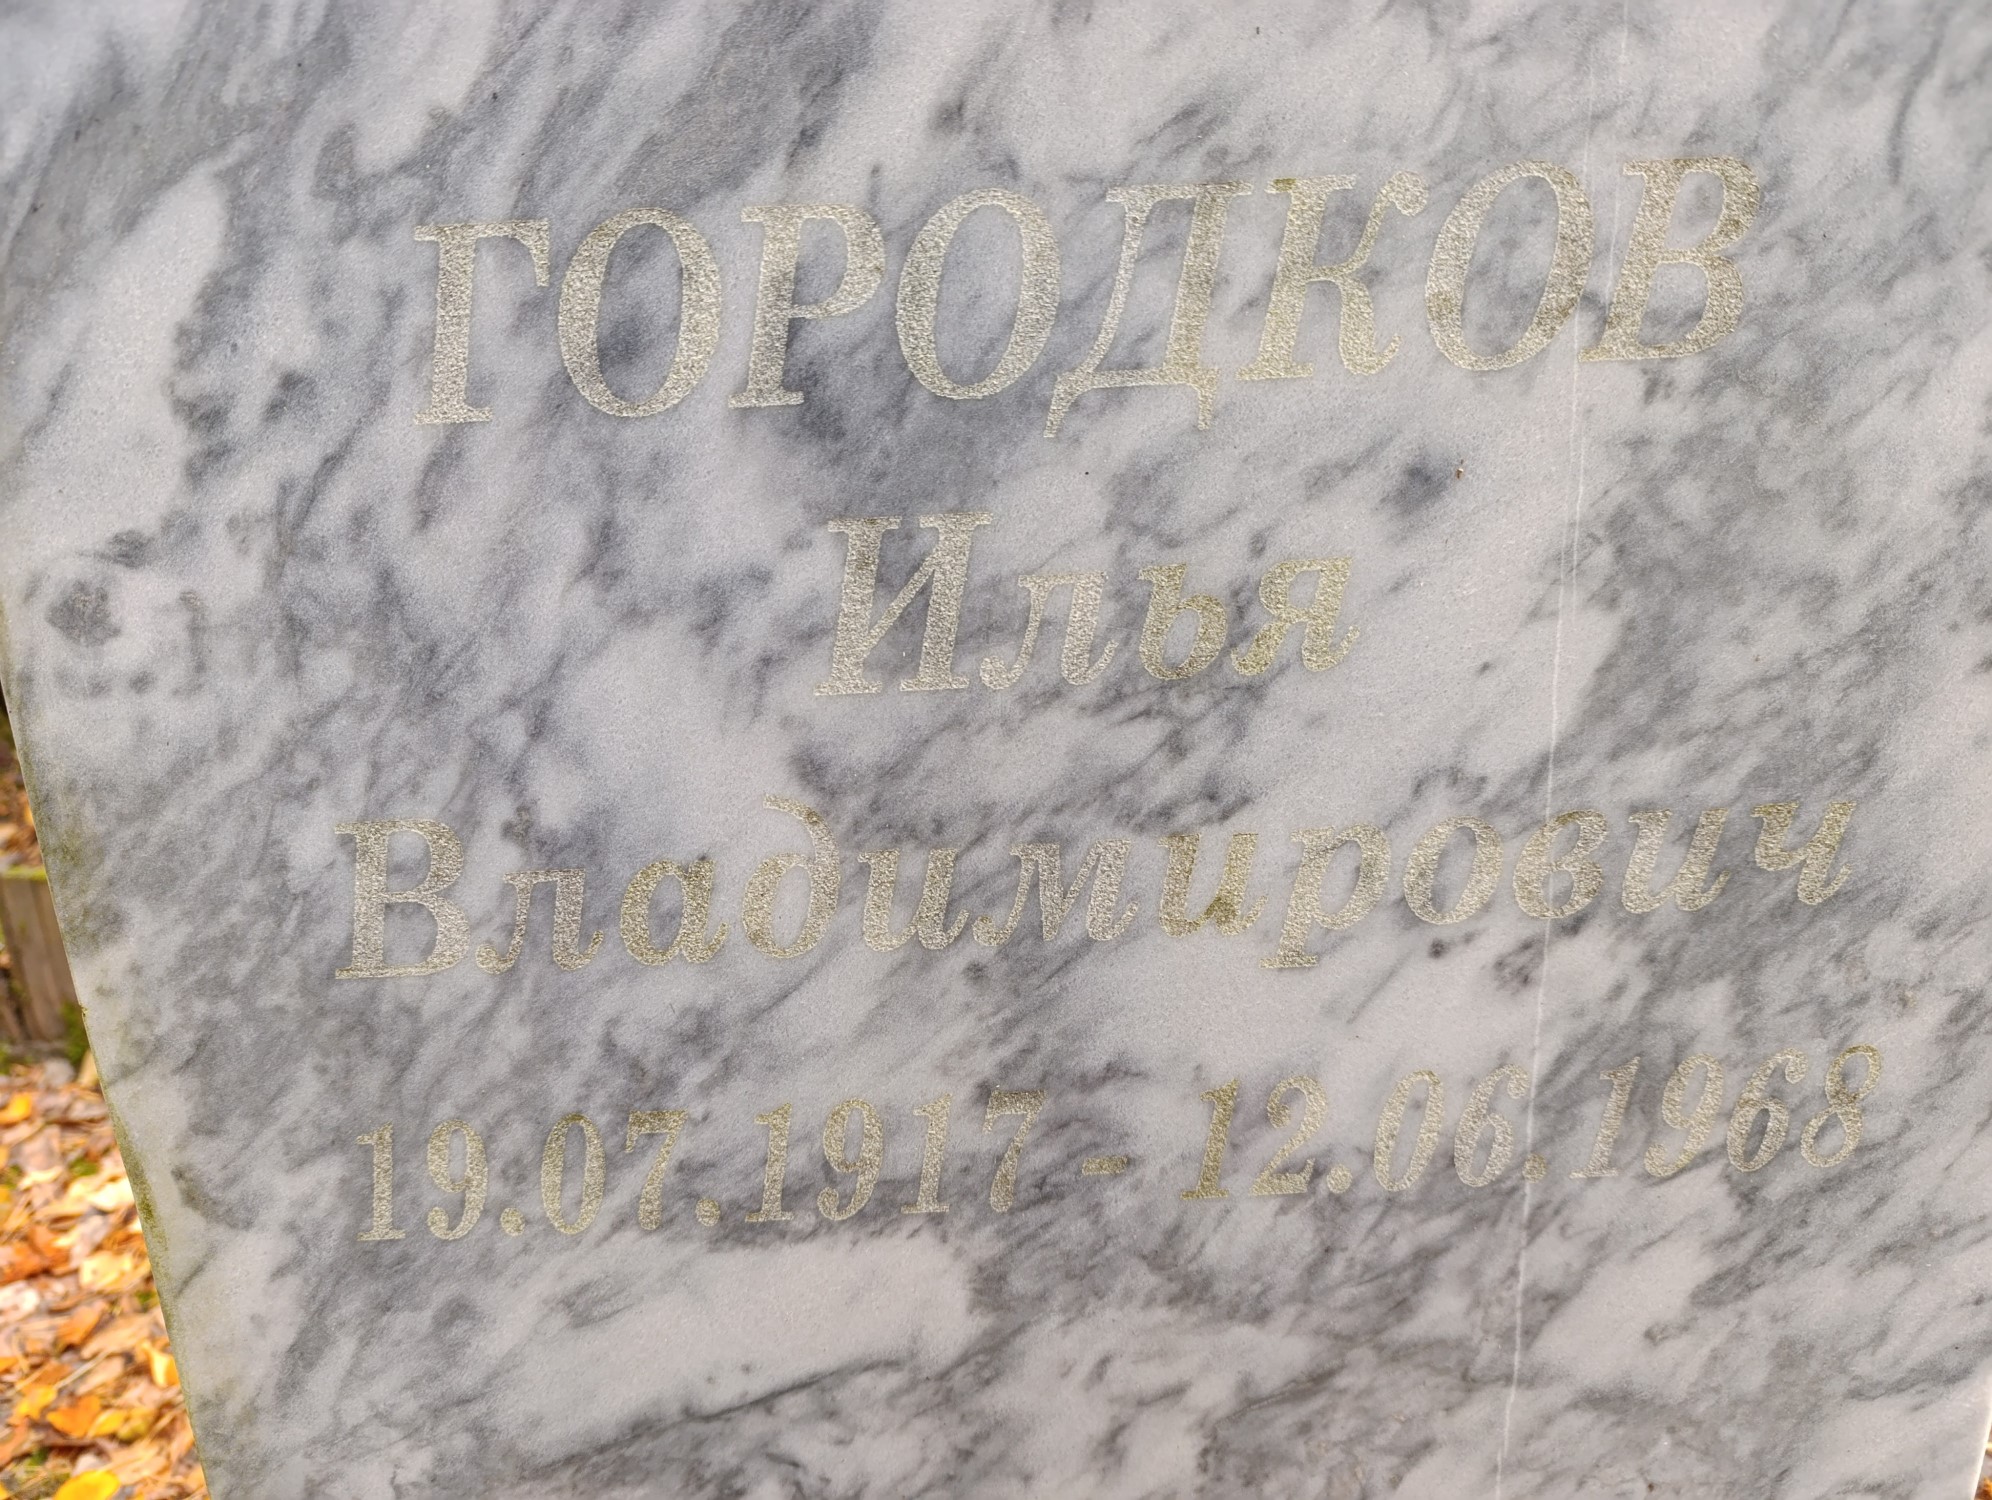 ГОРОДКОВ
Илья
Владимирович
19.07.1917 - 12.06.1968